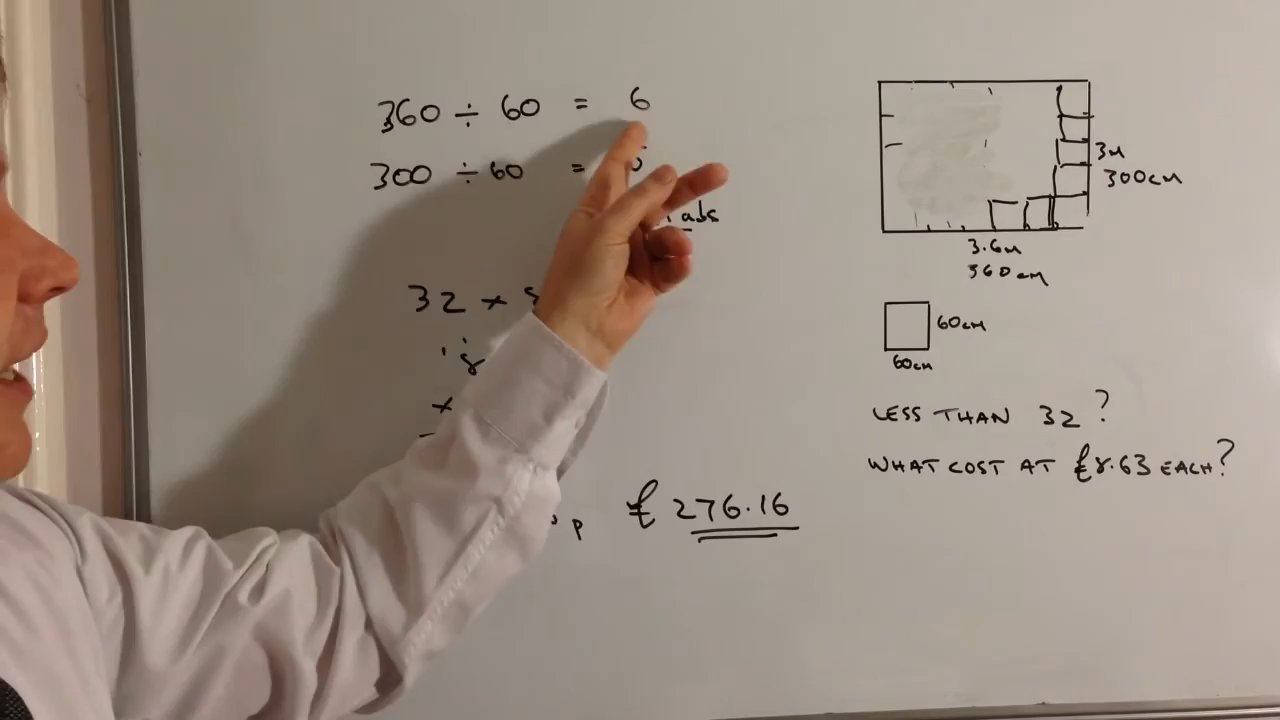 360 ÷ 60 = 6
300 ÷ 60 =
32 ×
×
p £276.16
3M
300CM
3.6M
360CM
60CM
60CM
LESS THAN 32?
WHAT COST AT £8.63 EACH?